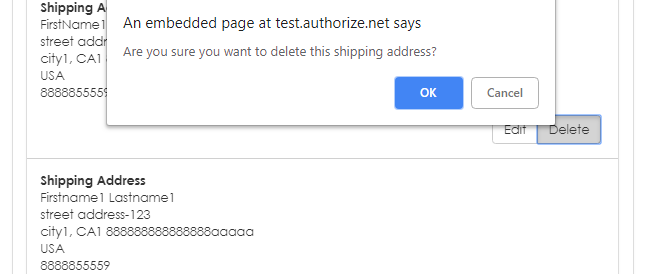 Shipping A
An embedded page at test.authorize.net says
FirstName1
Are you sure you want to delete this shipping address?
street addr
city1, CA1
USA
8888855559
OK
Cancel
Edit
Delete
Shipping Address
Firstname1 Lastname1
street address-123
city1, CA1 888888888888888aaaaa
USA
8888855559